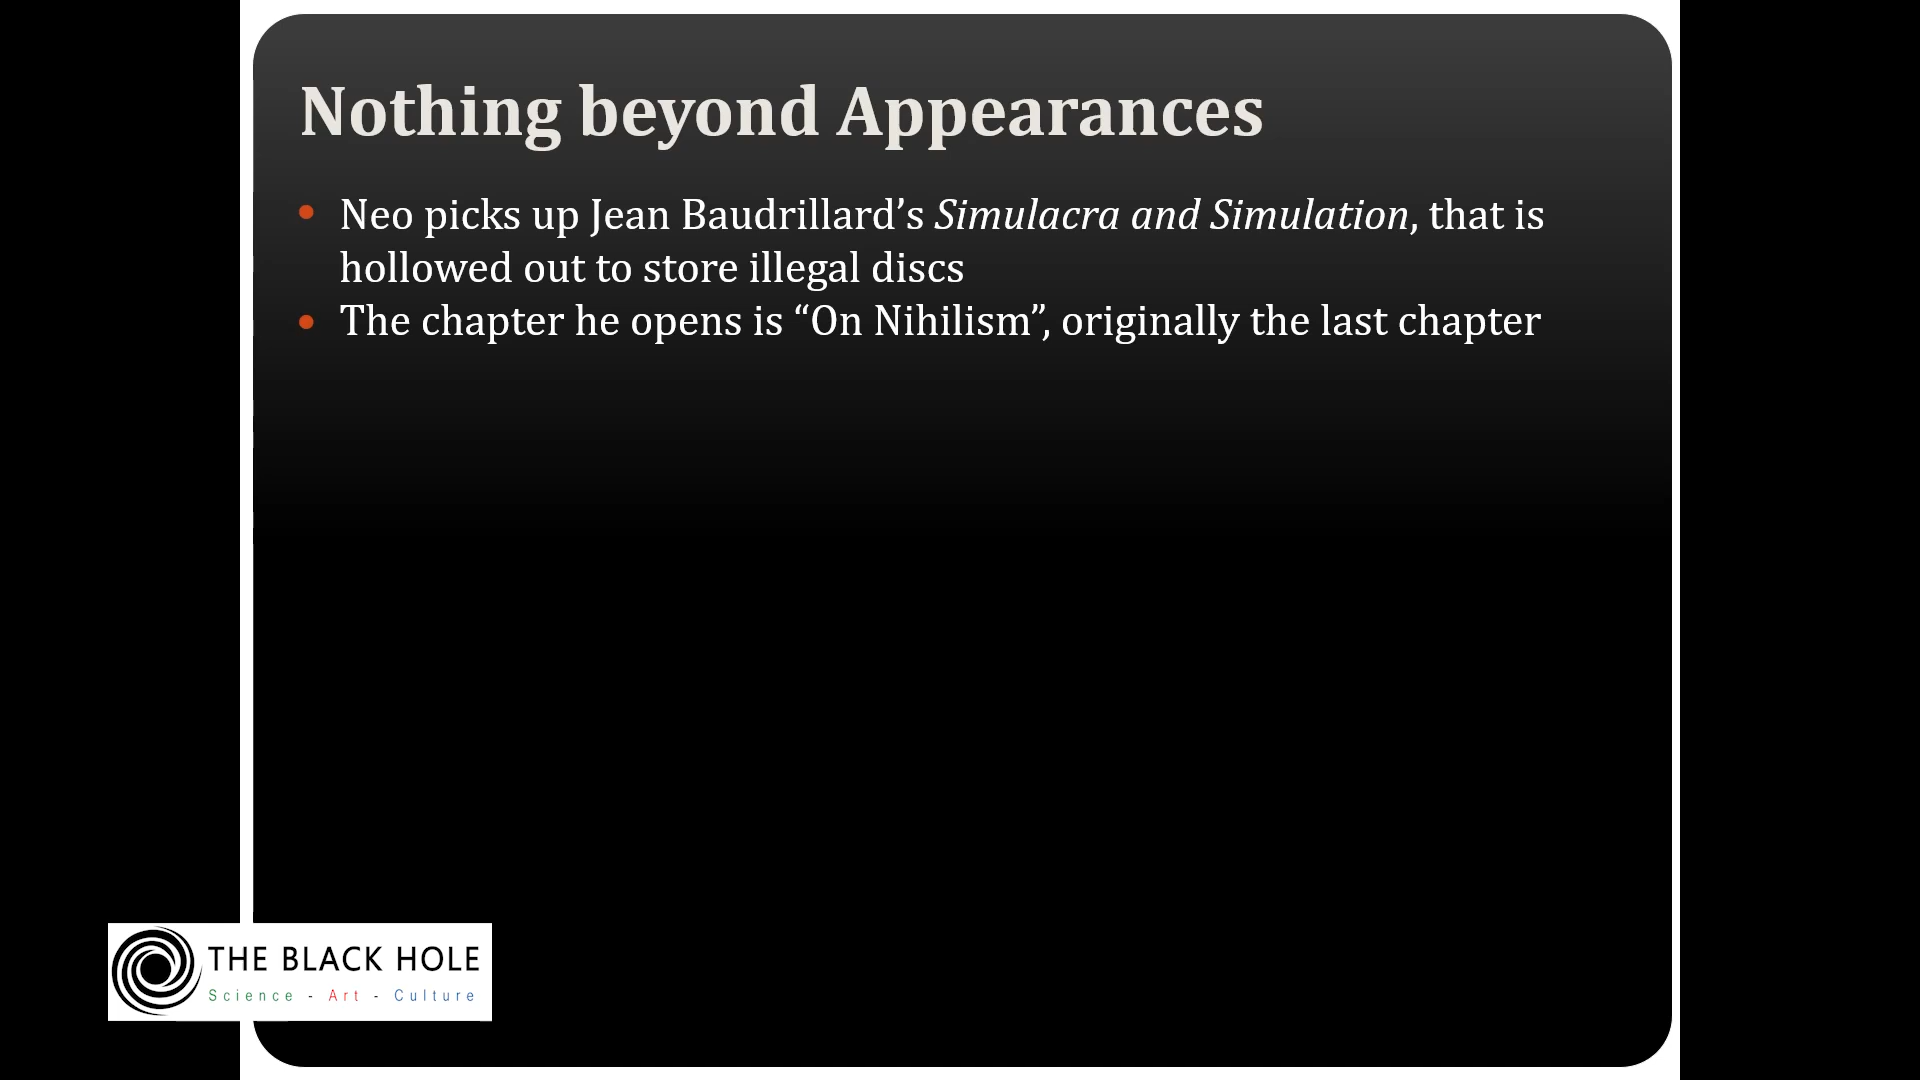 Nothing beyond Appearances
• Neo picks up Jean Baudrillard’s Simulacra and Simulation, that is
hollowed out to store illegal discs
• The chapter he opens is “On Nihilism”, originally the last chapter
THE BLACK HOLE
Science - Art - Culture